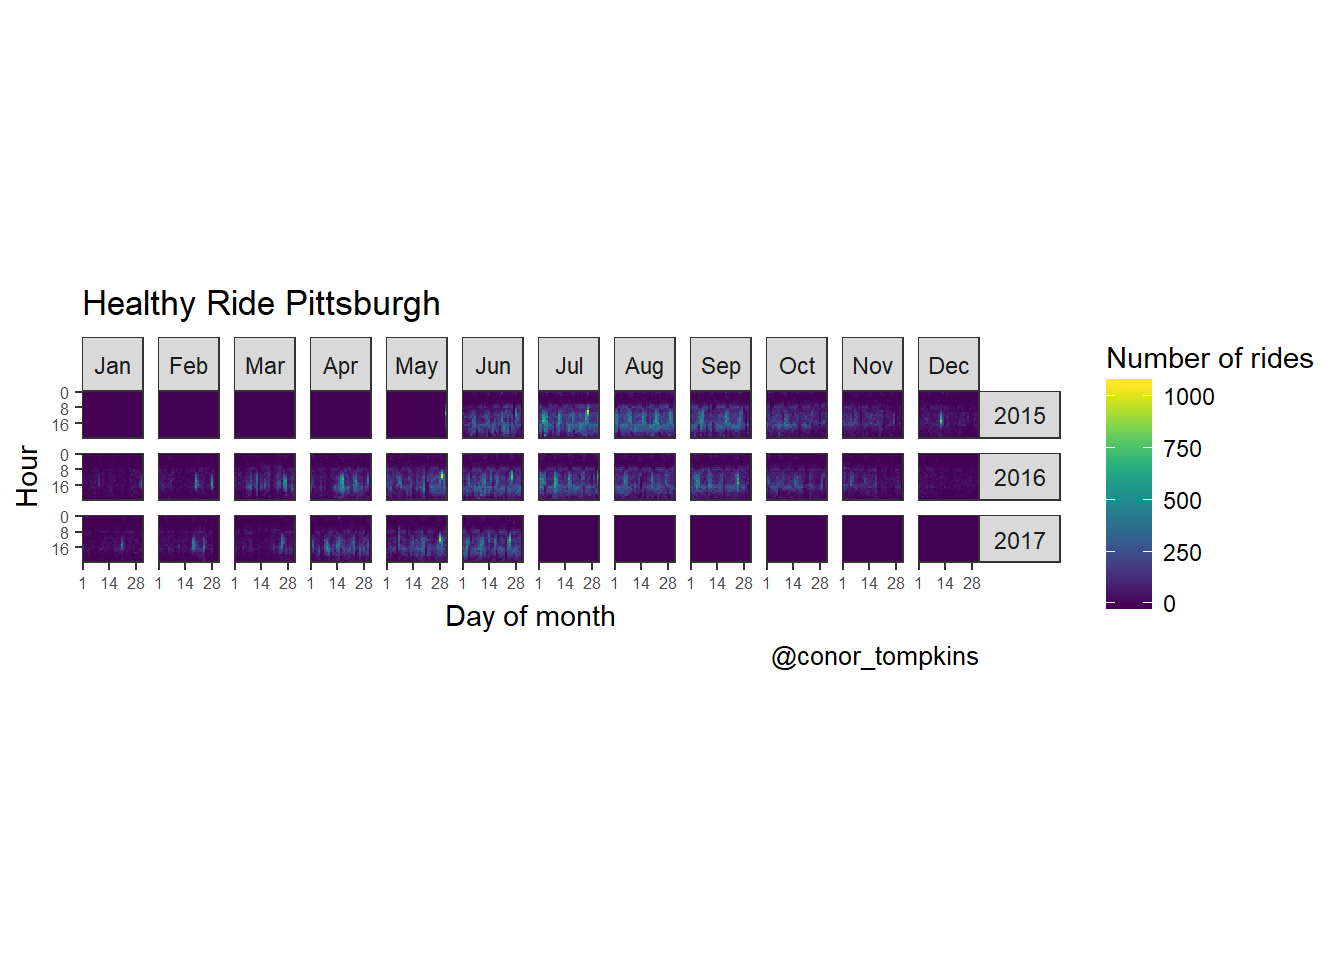 Healthy Ride Pittsburgh
Jan Feb Mar Apr May Jun Jul Aug Sep Oct Nov Dec
Number of rides
1000
750
500
250
0
Hour
0
8
16
2015
0
8
16
2016
0
8
16
2017
1 14 28 1 14 28 1 14 28 1 14 28 1 14 28 1 14 28 1 14 28 1 14 28 1 14 28 1 14 28 1 14 28 1 14 28
Day of month
@conor_tompkins